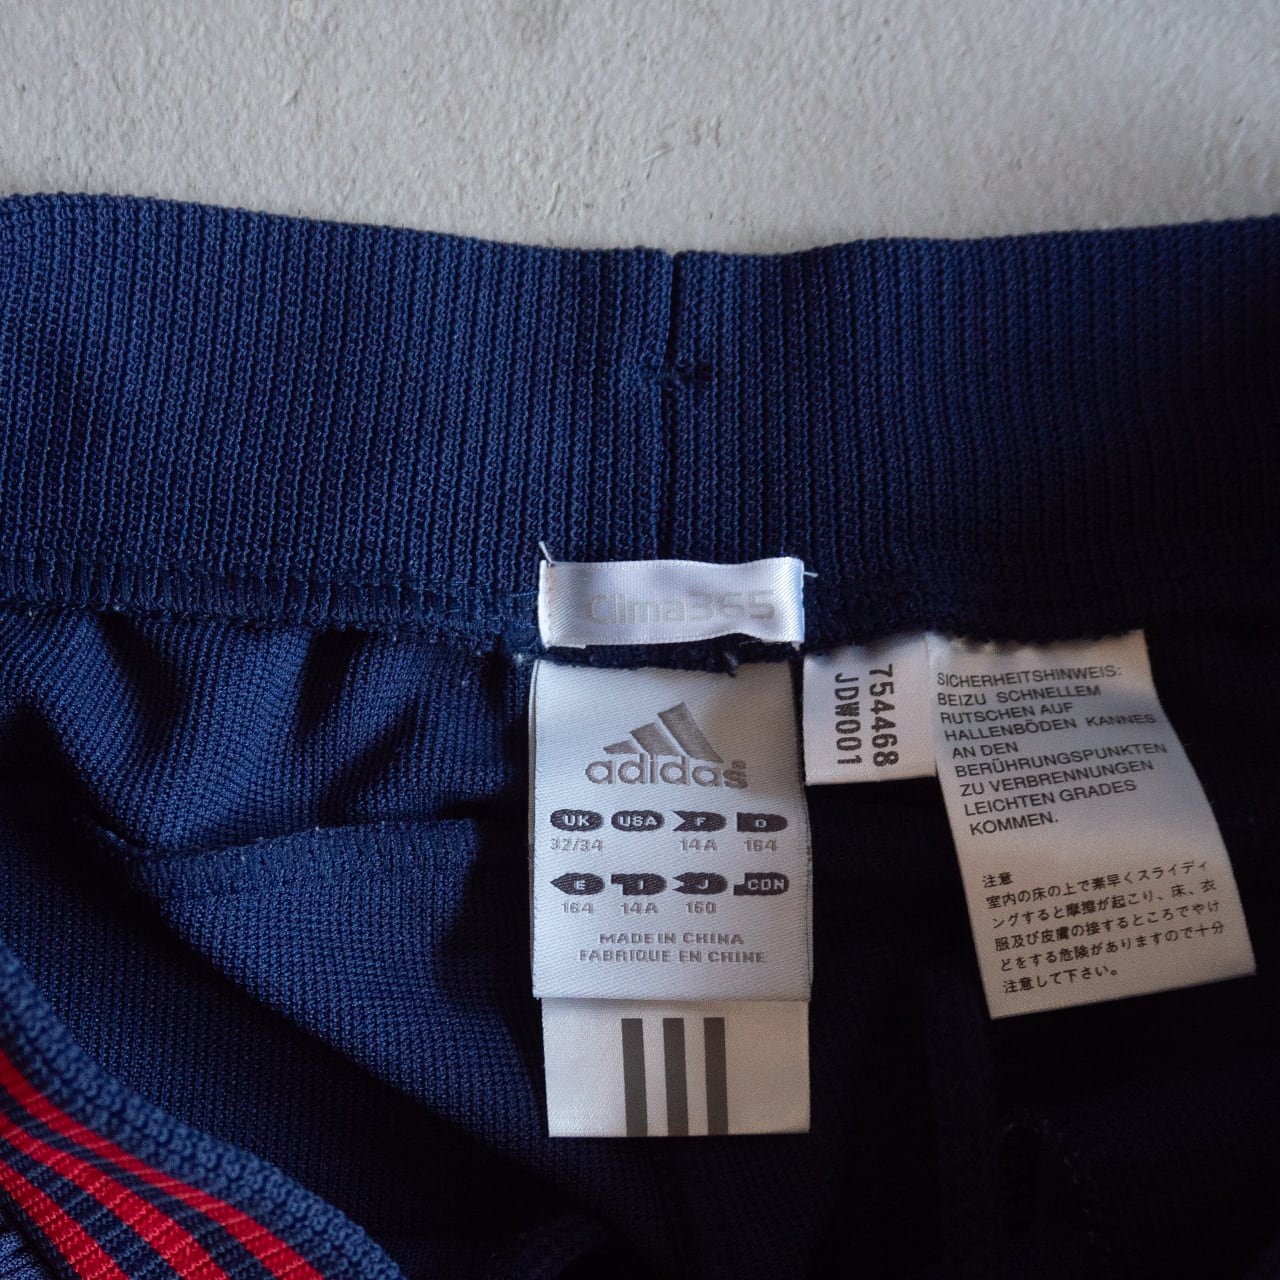 Clima365
adidas
UK USA F D
32/34 14A 164
E I J CDN
164 14A 160
MADE IN CHINA
FABRIQUE EN CHINE
754468
JDW001
SICHERHEITSHINWEIS:
BEIZU SCHNELLEM
RUTSCHEN AUF
HALLENBÖDEN KANNES
AN DEN
BERÜHRUNGSPUNKTEN
ZU VERBRENNUNGEN
LEICHTEN GRADES
KOMMEN.
注意
室内の床の上で素早くスライディ
ングすると摩擦が起こり、床、衣
服及び皮膚の接するところでやけ
どをする危険がありますので十分
注意して下さい。